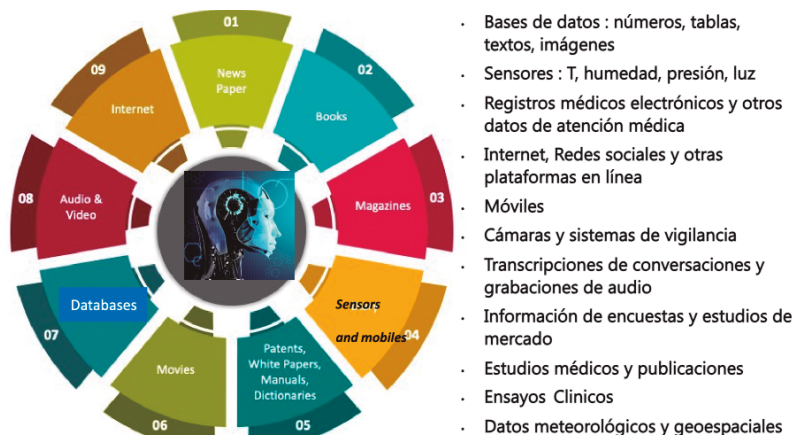 01
News
Paper
02
Books
03
Magazines
04
Sensors
and mobiles
05
Patents,
White Papers,
Manuals,
Dictionaries
06
Movies
07
Databases
08
Audio &
Video
09
Internet
· Bases de datos : números, tablas,
textos, imágenes
· Sensores : T, humedad, presión, luz
· Registros médicos electrónicos y otros
datos de atención médica
· Internet, Redes sociales y otras
plataformas en línea
· Móviles
· Cámaras y sistemas de vigilancia
· Transcripciones de conversaciones y
grabaciones de audio
· Información de encuestas y estudios de
mercado
· Estudios médicos y publicaciones
· Ensayos Clinicos
· Datos meteorológicos y geoespaciales